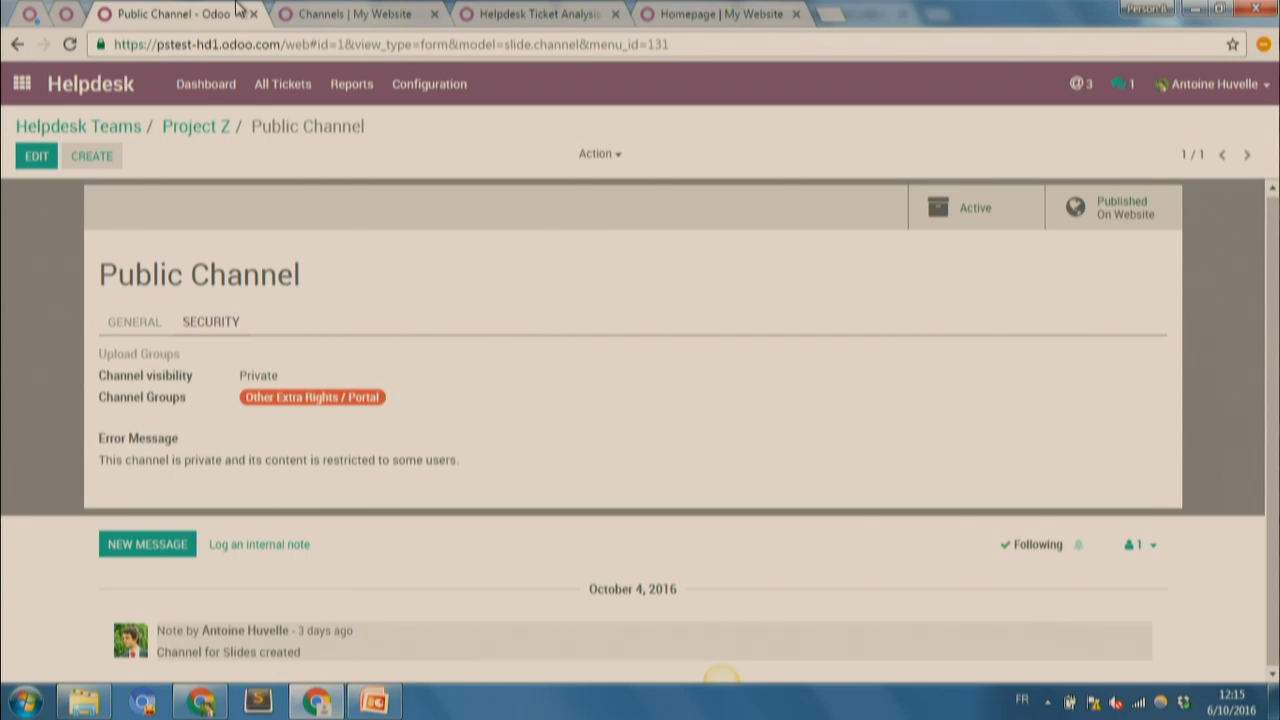 Public Channel - Odoo
Channels | My Website
Helpdesk Ticket Analysis
Homepage | My Website
https://pstest-hd1.odoo.com/web#id=1&view_type=form&model=slide.channel&menu_id=131
Helpdesk
Dashboard
All Tickets
Reports
Configuration
@ 3
1
Antoine Huvelle
Helpdesk Teams / Project Z / Public Channel
EDIT
CREATE
Action
1 / 1
Active
Published
On Website
Public Channel
GENERAL
SECURITY
Upload Groups
Channel visibility
Private
Channel Groups
Other Extra Rights / Portal
Error Message
This channel is private and its content is restricted to some users.
NEW MESSAGE
Log an internal note
Following
1
October 4, 2016
Note by Antoine Huvelle - 3 days ago
Channel for Slides created
FR
12:15
6/10/2016